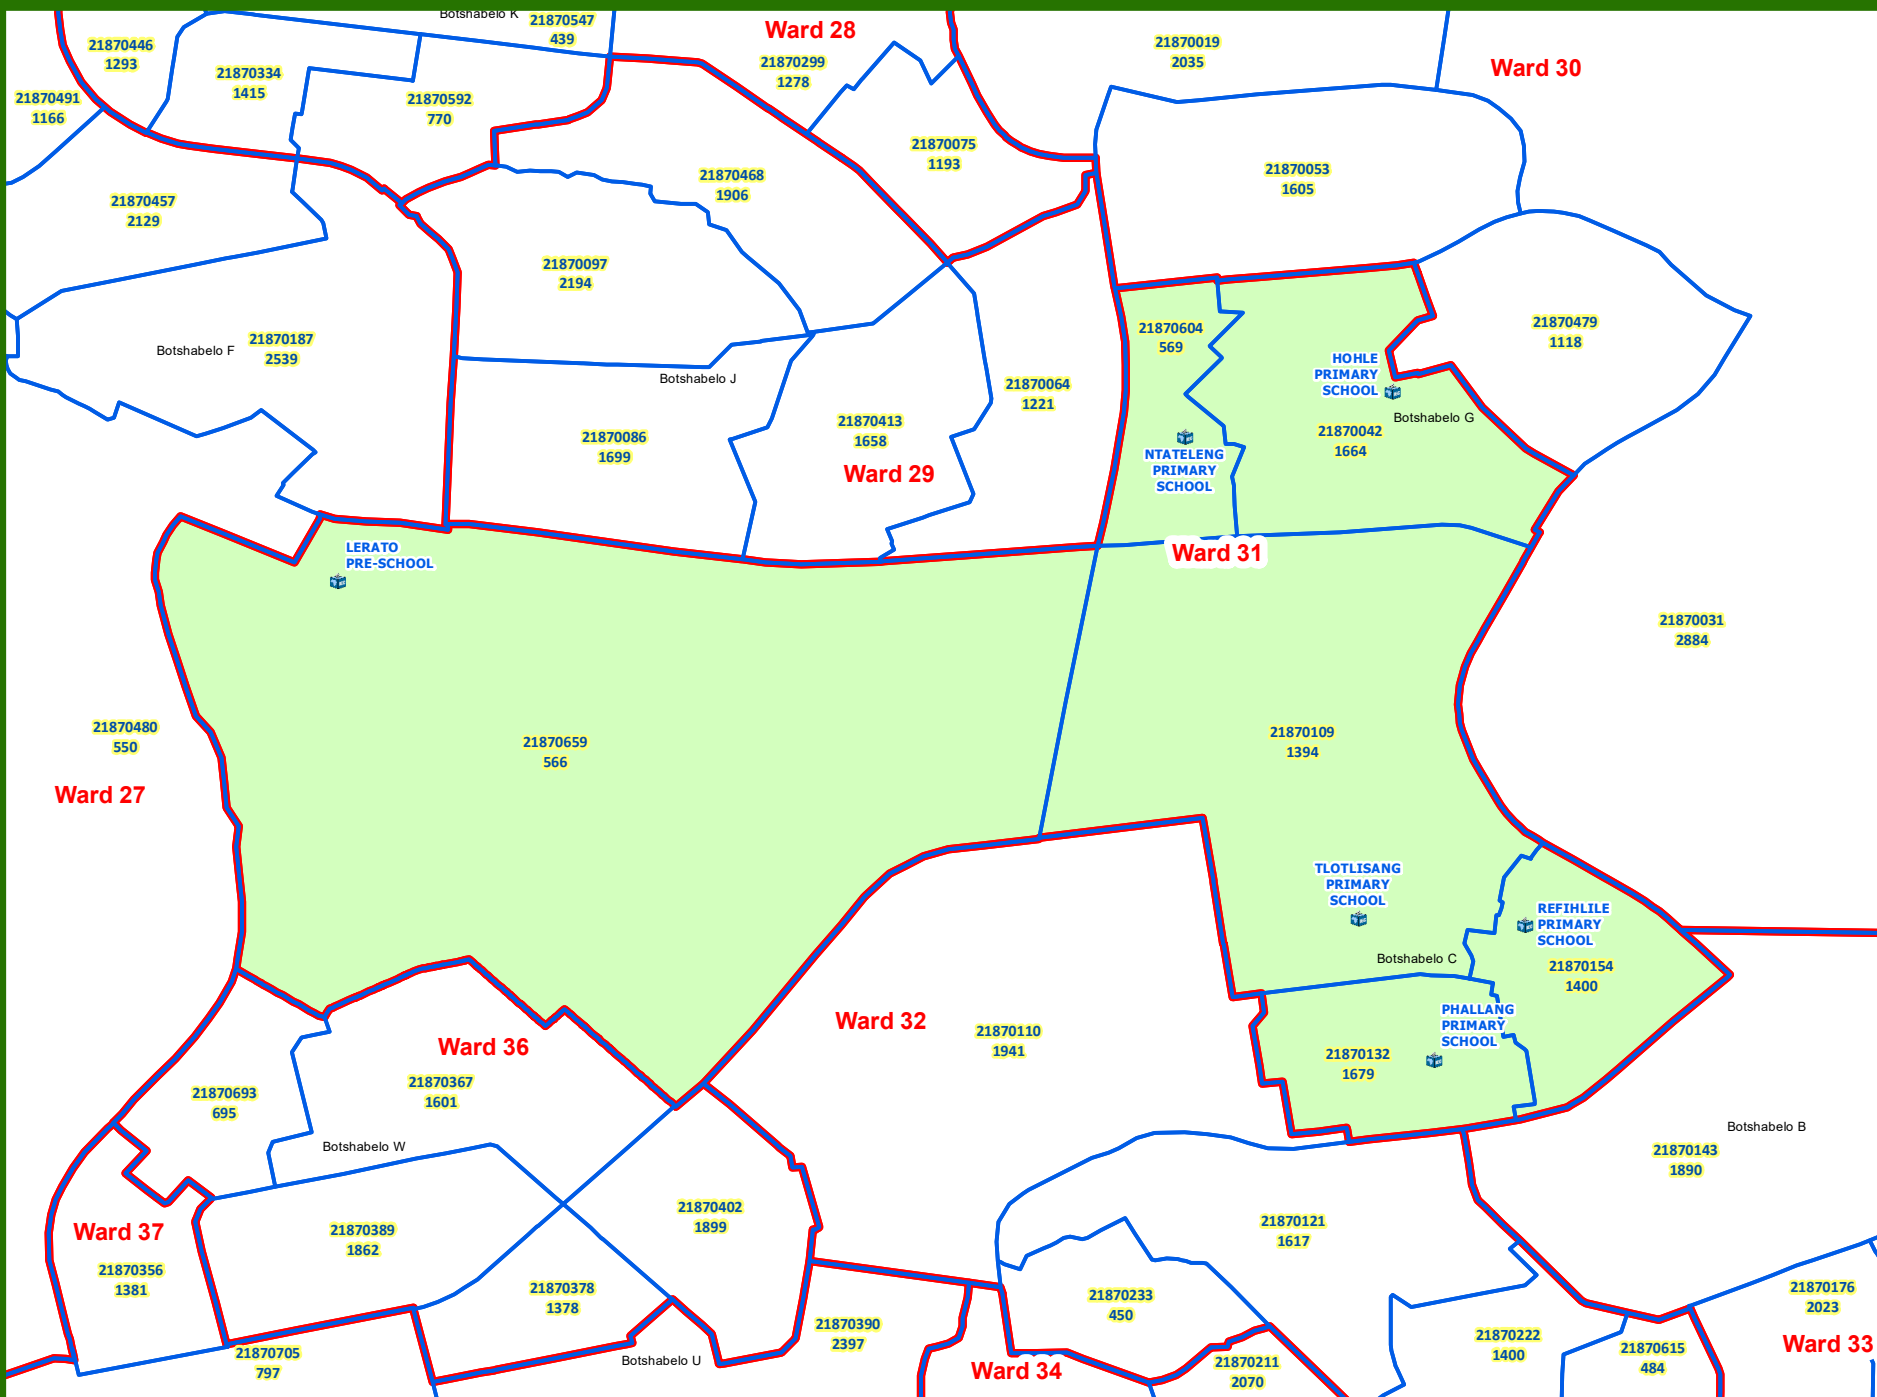 Botshabelo K
21870547
439
Ward 28
21870446
1293
21870334
1415
21870299
1278
21870019
2035
Ward 30
21870491
1166
21870592
770
21870075
1193
21870468
1906
21870053
1605
21870457
2129
21870097
2194
21870604
569
21870479
1118
Botshabelo F
21870187
2539
HOHLE
PRIMARY
SCHOOL
Botshabelo J
21870064
1221
Botshabelo G
21870413
1658
21870042
1664
21870086
1699
NTATELENG
PRIMARY
SCHOOL
Ward 29
LERATO
PRE-SCHOOL
Ward 31
21870031
2884
21870480
550
21870659
566
21870109
1394
Ward 27
TLOTLISANG
PRIMARY
SCHOOL
REFIHLILE
PRIMARY
SCHOOL
Botshabelo C
21870154
1400
PHALLANG
PRIMARY
SCHOOL
Ward 32
21870110
1941
Ward 36
21870132
1679
21870367
1601
21870693
695
Botshabelo B
Botshabelo W
21870143
1890
21870402
1899
21870121
1617
Ward 37
21870389
1862
21870356
1381
21870378
1378
21870233
450
21870176
2023
21870390
2397
21870222
1400
21870615
484
Ward 33
21870705
797
Botshabelo U
Ward 34
21870211
2070